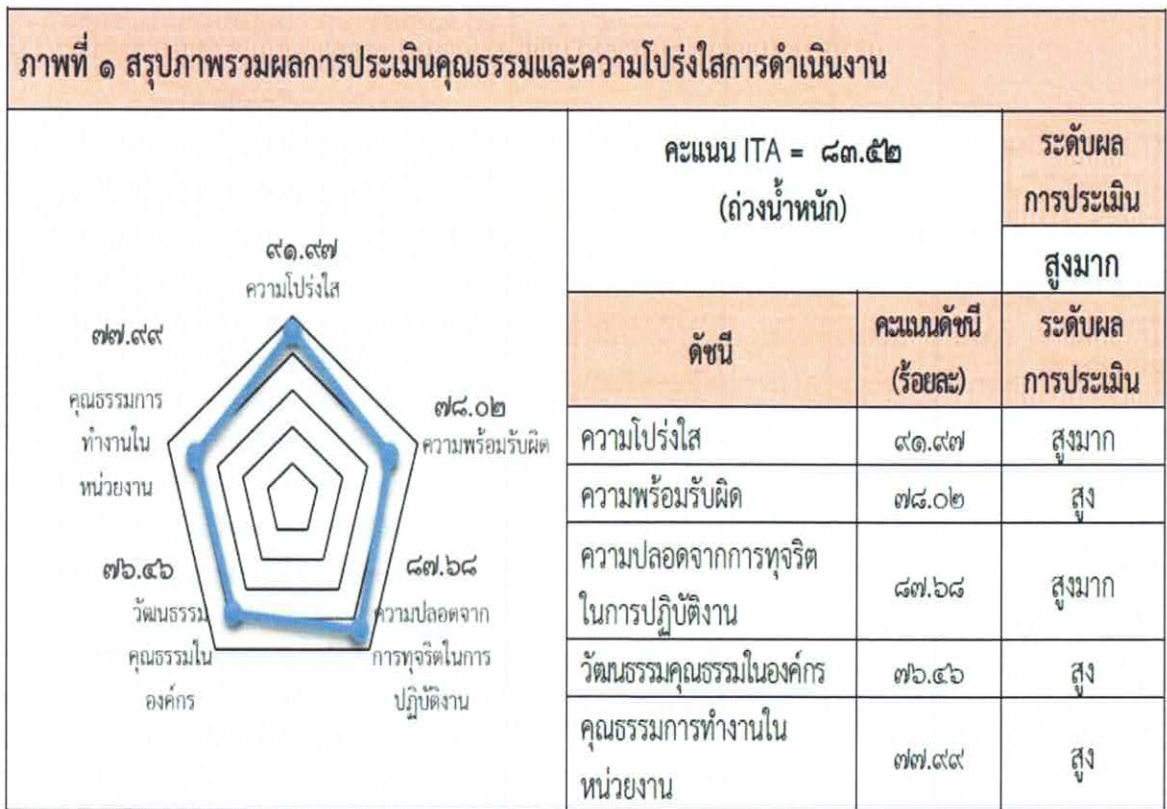 ภาพที่ ๑ สรุปภาพรวมผลการประเมินคุณธรรมและความโปร่งใสการดำเนินงาน
๙๑.๙๗
ความโปร่งใส
๗๘.๐๒
ความพร้อมรับผิด
๘๗.๖๘
ความปลอดจาก
การทุจริตในการ
ปฏิบัติงาน
๗๖.๔๖
วัฒนธรรม
คุณธรรมใน
องค์กร
๗๗.๙๙
คุณธรรมการ
ทำงานใน
หน่วยงาน
คะแนน ITA = ๘๓.๕๒
(ถ่วงน้ำหนัก)
ระดับผล
การประเมิน
สูงมาก
ดัชนี
คะแนนดัชนี
(ร้อยละ)
ระดับผล
การประเมิน
ความโปร่งใส ๙๑.๙๗ สูงมาก
ความพร้อมรับผิด ๗๘.๐๒ สูง
ความปลอดจากการทุจริต
ในการปฏิบัติงาน
๘๗.๖๘ สูงมาก
วัฒนธรรมคุณธรรมในองค์กร ๗๖.๔๖ สูง
คุณธรรมการทำงานใน
หน่วยงาน
๗๗.๙๙ สูง